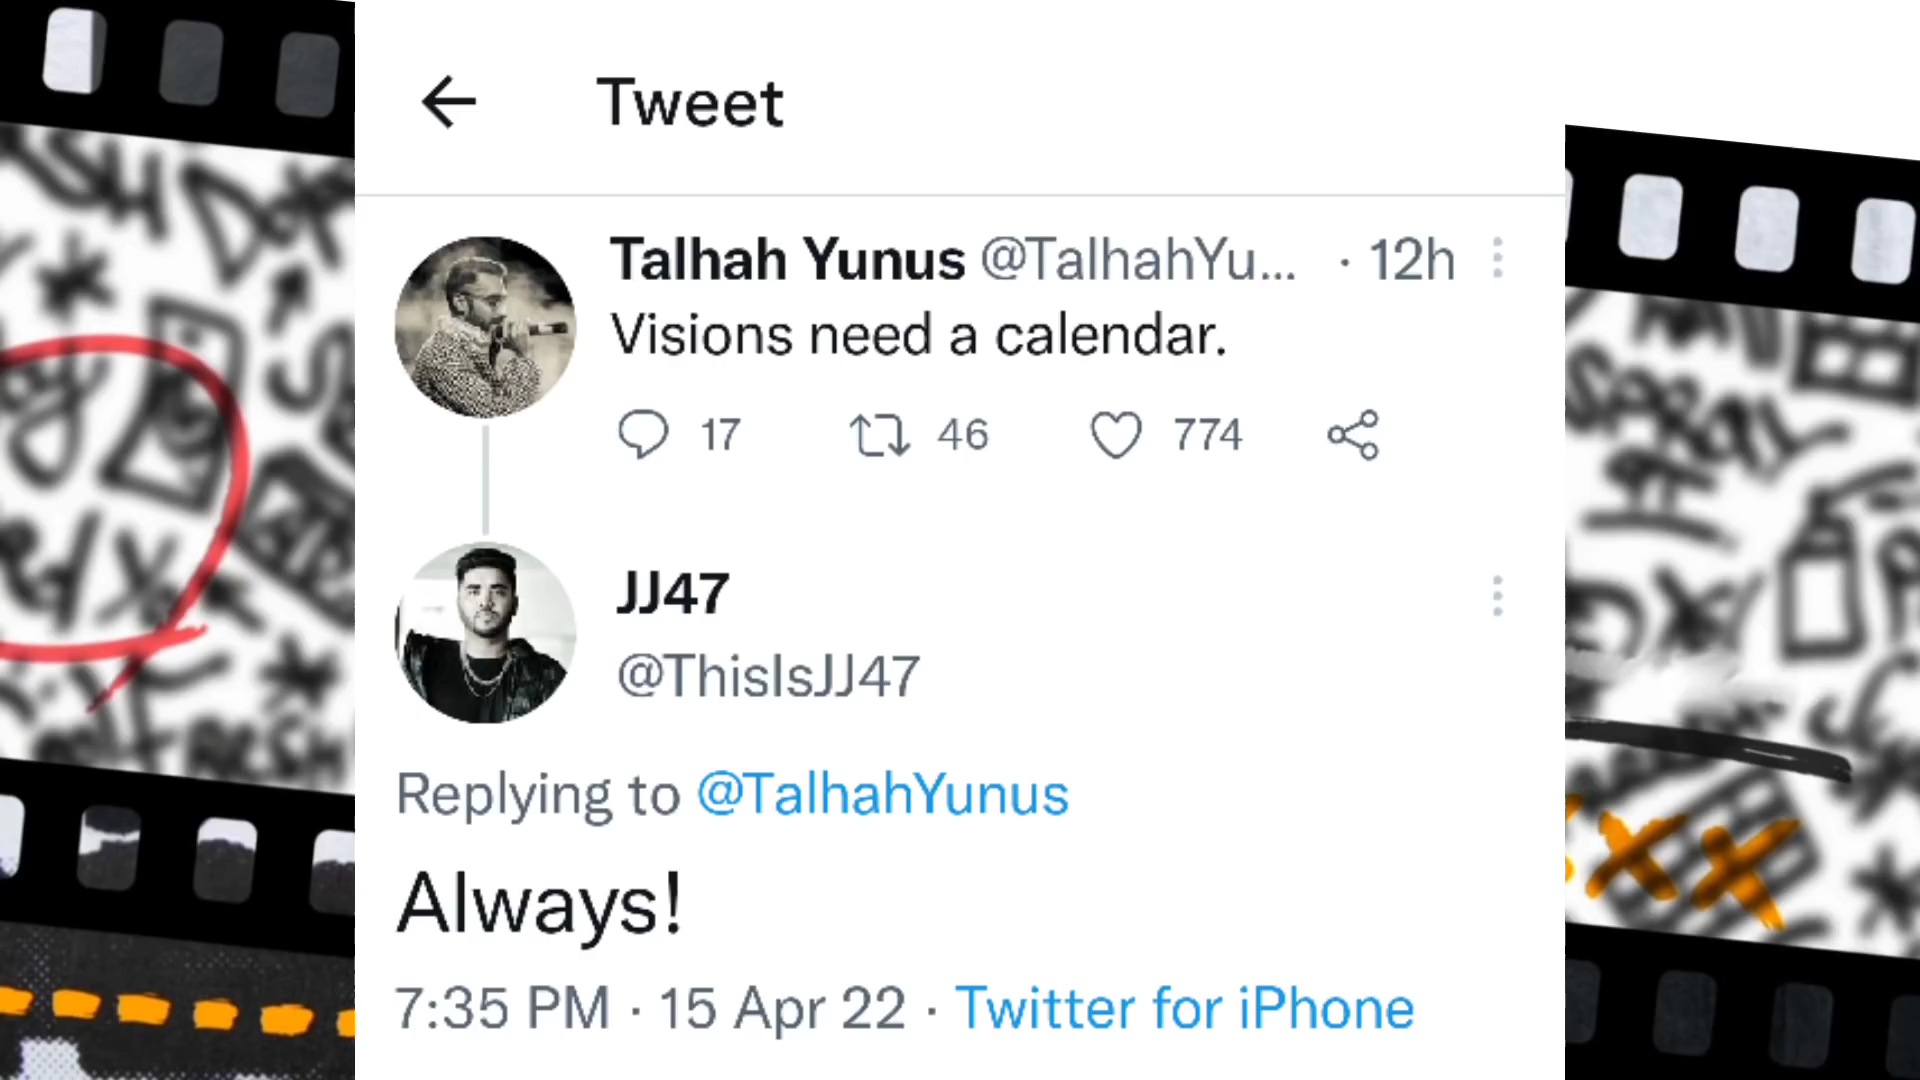 Tweet
Talhah Yunus @TalhahYu... · 12h
Visions need a calendar.
17 46 774
JJ47
@ThisIsJJ47
Replying to @TalhahYunus
Always!
7:35 PM · 15 Apr 22 · Twitter for iPhone